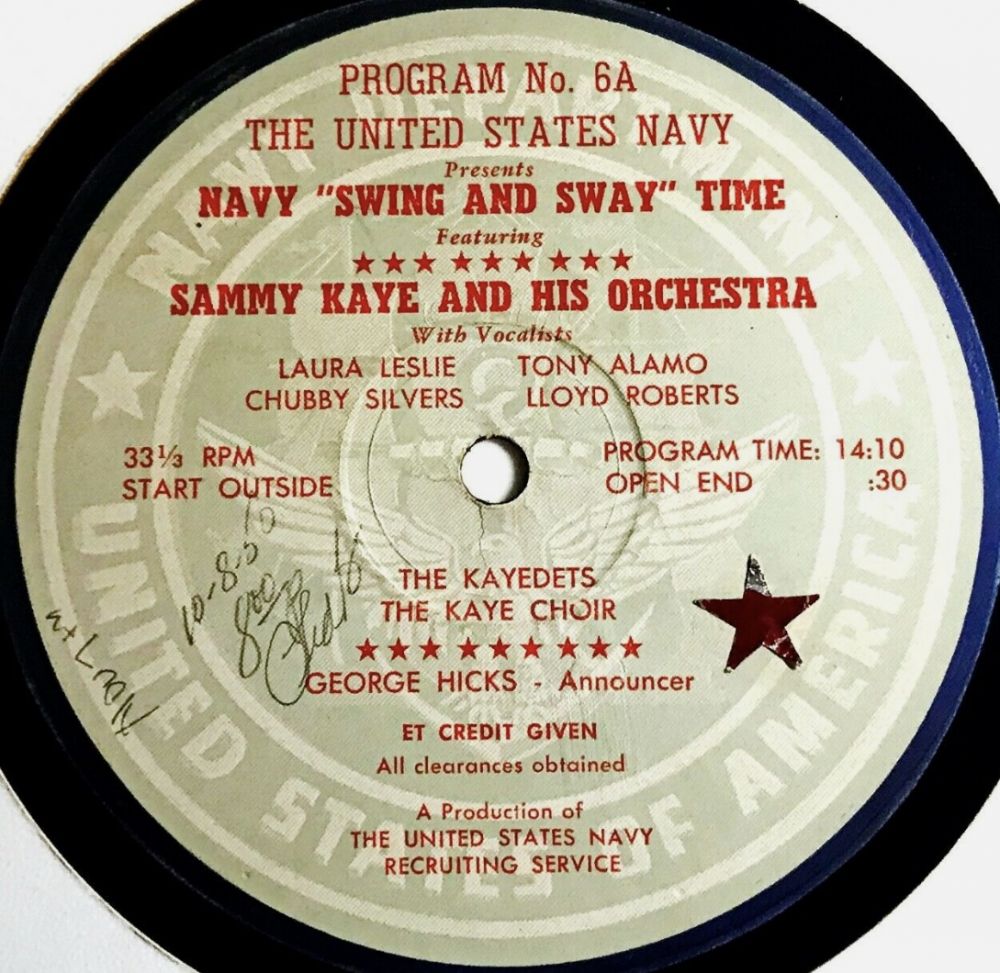 PROGRAM No. 6A
THE UNITED STATES NAVY
Presents
NAVY "SWING AND SWAY" TIME
Featuring
SAMMY KAYE AND HIS ORCHESTRA
With Vocalists
LAURA LESLIE TONY ALAMO
CHUBBY SILVERS LLOYD ROBERTS
33⅓ RPM PROGRAM TIME: 14:10
START OUTSIDE OPEN END :30
10-8-50
THE KAYEDETS
THE KAYE CHOIR
GEORGE HICKS - Announcer
ET CREDIT GIVEN
All clearances obtained
A Production of
THE UNITED STATES NAVY
RECRUITING SERVICE
NAVY DEPARTMENT
UNITED STATES OF AMERICA